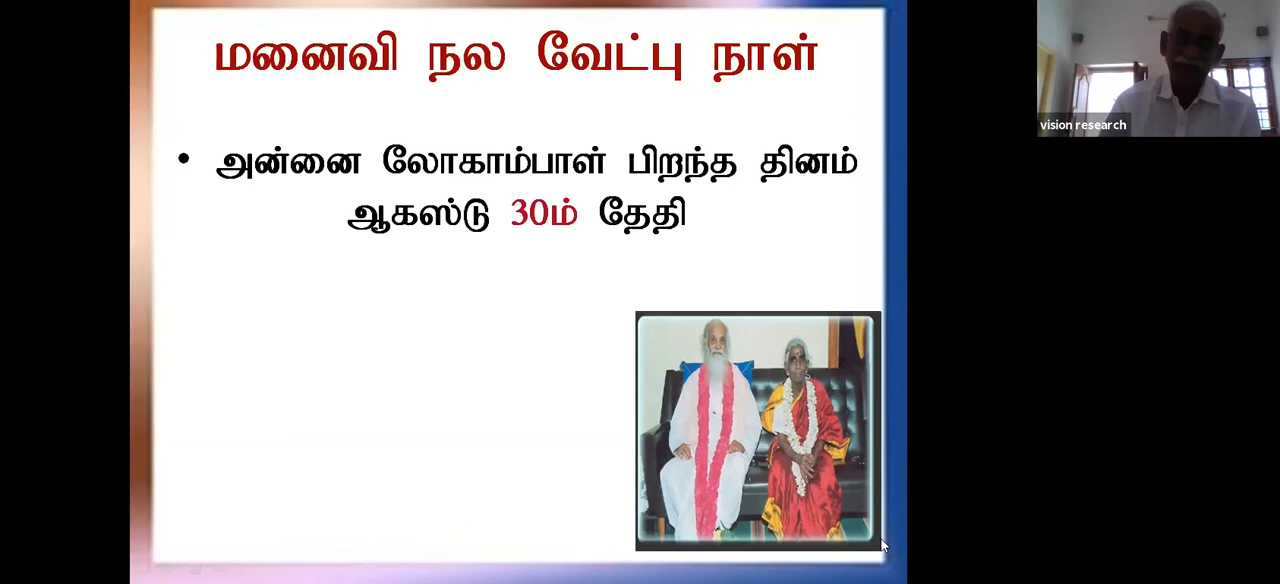 மனைவி நல வேட்பு நாள்
• அன்னை லோகாம்பாள் பிறந்த தினம்
ஆகஸ்டு 30ம் தேதி
vision research